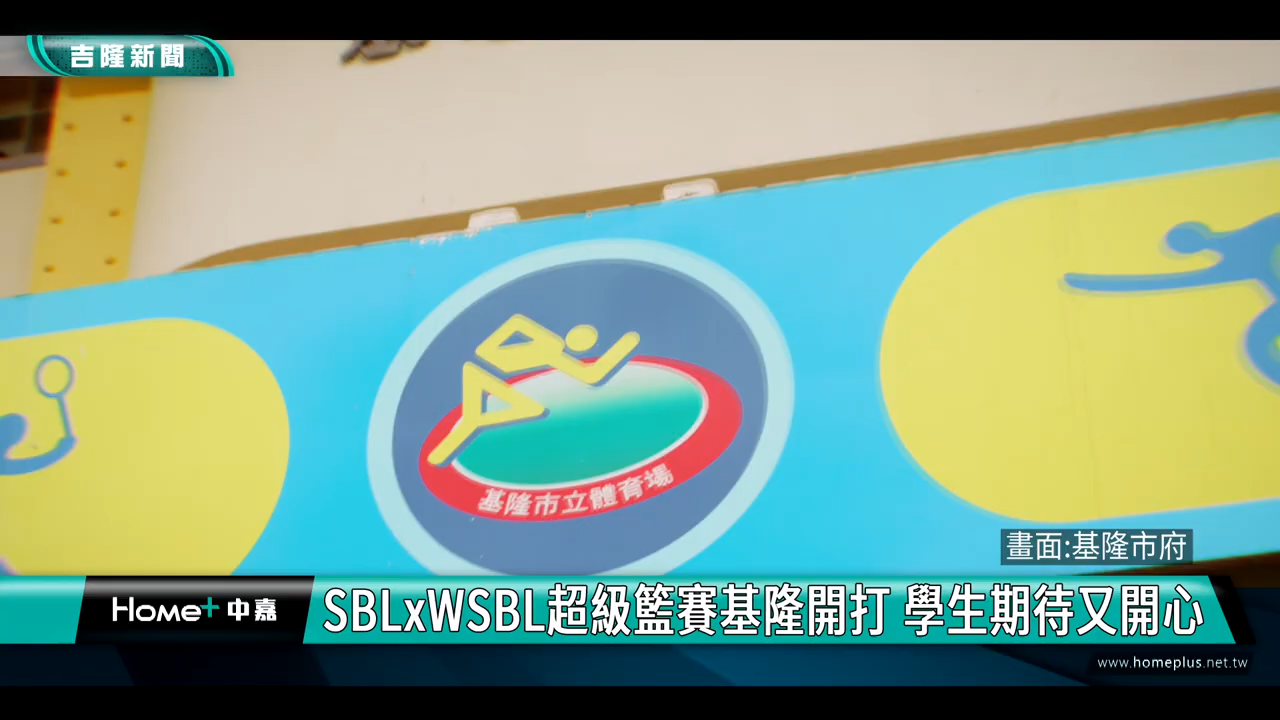 吉隆新聞
基隆市立體育場
畫面:基隆市府
Home+ 中嘉
SBLxWSBL超級籃賽基隆開打 學生期待又開心
www.homeplus.net.tw